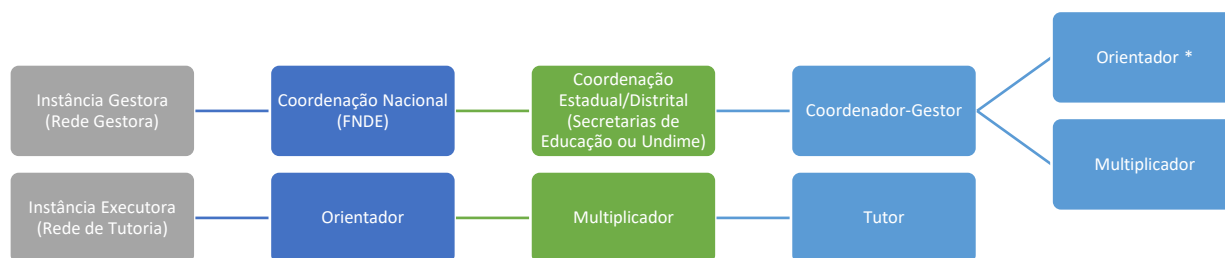 Instância Gestora
(Rede Gestora)
Coordenação Nacional
(FNDE)
Coordenação
Estadual/Distrital
(Secretarias de
Educação ou Undime)
Coordenador-Gestor
Orientador *
Multiplicador
Instância Executora
(Rede de Tutoria)
Orientador
Multiplicador
Tutor